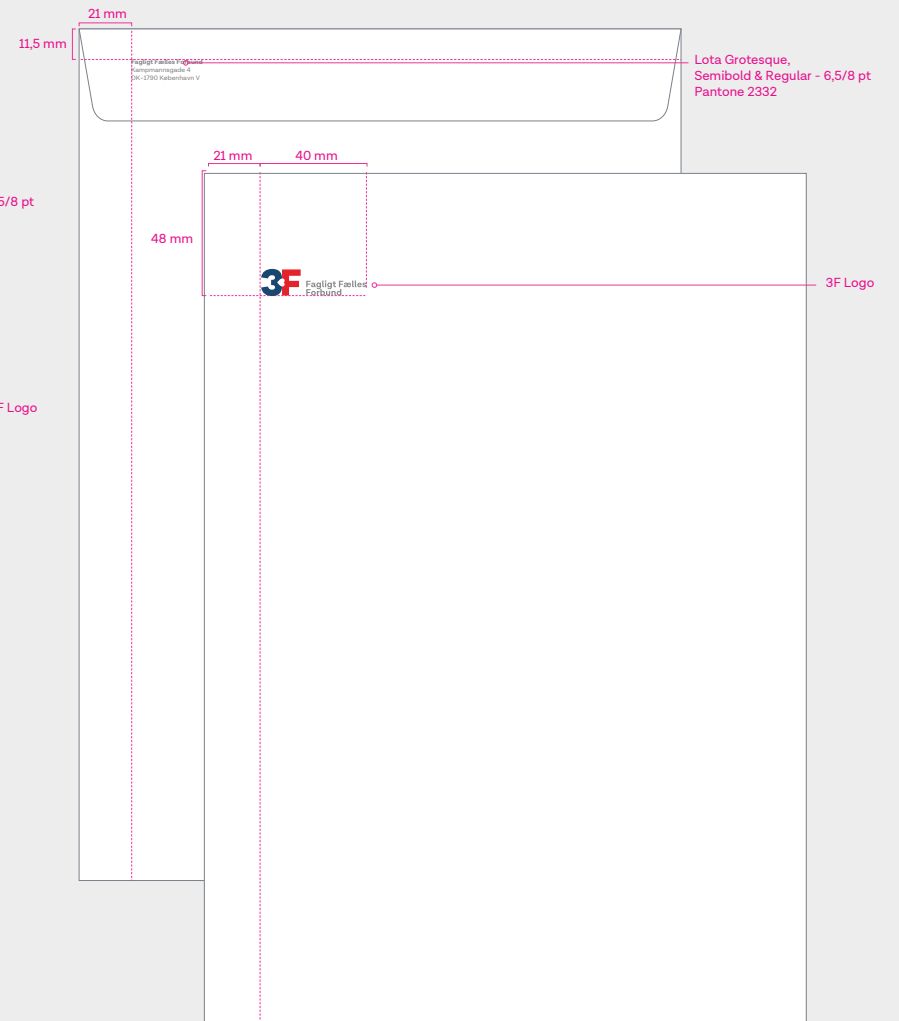 21 mm
11,5 mm
Fagligt Fælles Forbund
Kampmannsgade 4
DK-1790 København V
Lota Grotesque,
Semibold & Regular - 6,5/8 pt
Pantone 2332
21 mm
40 mm
5/8 pt
48 mm
3F Fagligt Fælles
Forbund
3F Logo
F Logo